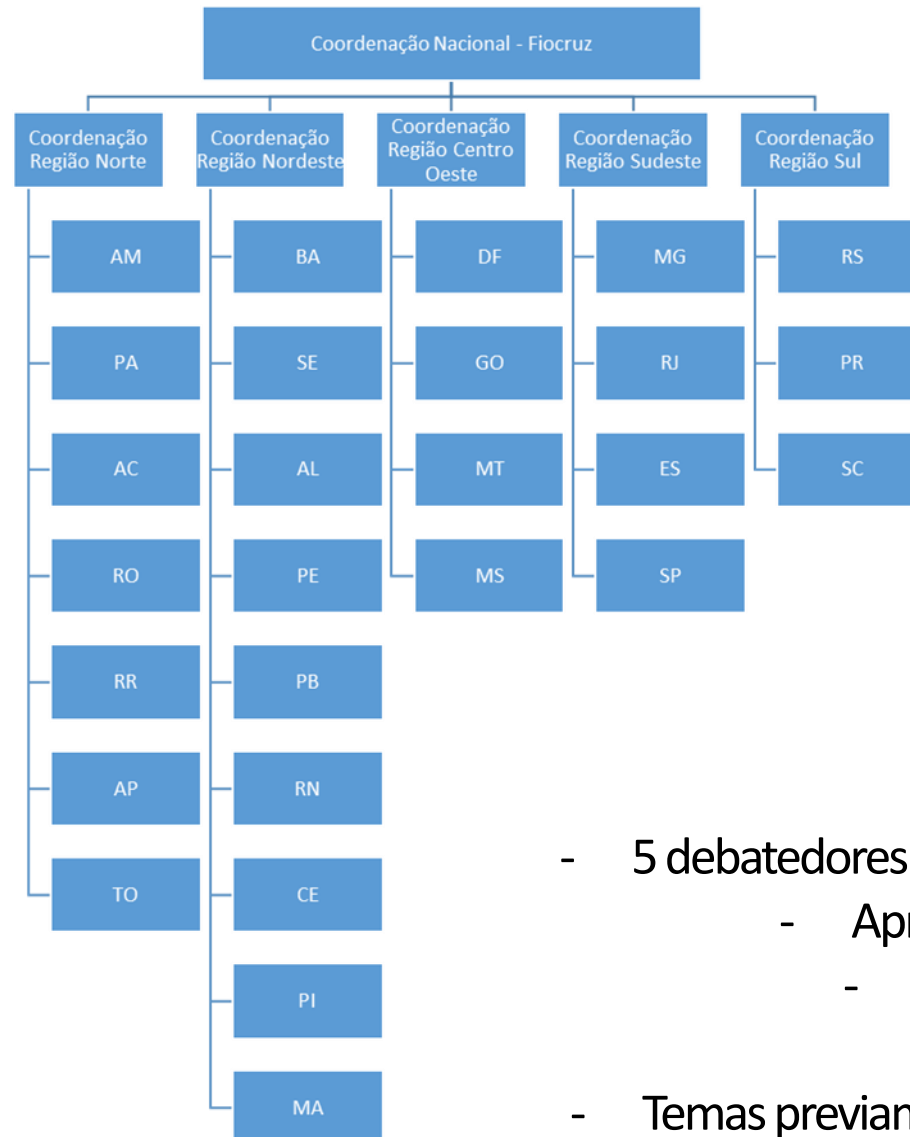 Coordenação Nacional - Fiocruz
Coordenação
Região Norte
Coordenação
Região Nordeste
Coordenação
Região Centro
Oeste
Coordenação
Região Sudeste
Coordenação
Região Sul
AM
PA
AC
RO
RR
AP
TO
BA
SE
AL
PE
PB
RN
CE
PI
MA
DF
GO
MT
MS
MG
RJ
ES
SP
RS
PR
SC
- 5 debatedores
-
-
- Temas